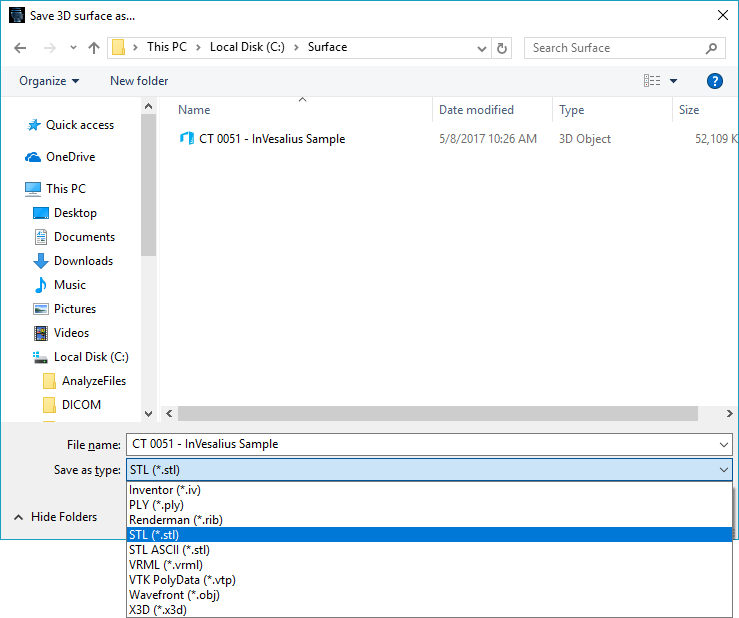 Save 3D surface as...
This PC > Local Disk (C:) > Surface
Search Surface
Organize
New folder
Name
Date modified
Type
Size
CT 0051 - InVesalius Sample
5/8/2017 10:26 AM
3D Object
52,109 K
Quick access
OneDrive
This PC
Desktop
Documents
Downloads
Music
Pictures
Videos
Local Disk (C:)
AnalyzeFiles
DICOM
File name: CT 0051 - InVesalius Sample
Save as type: STL (*.stl)
Inventor (*.iv)
PLY (*.ply)
Renderman (*.rib)
STL (*.stl)
STL ASCII (*.stl)
VRML (*.vrml)
VTK PolyData (*.vtp)
Wavefront (*.obj)
X3D (*.x3d)
Hide Folders